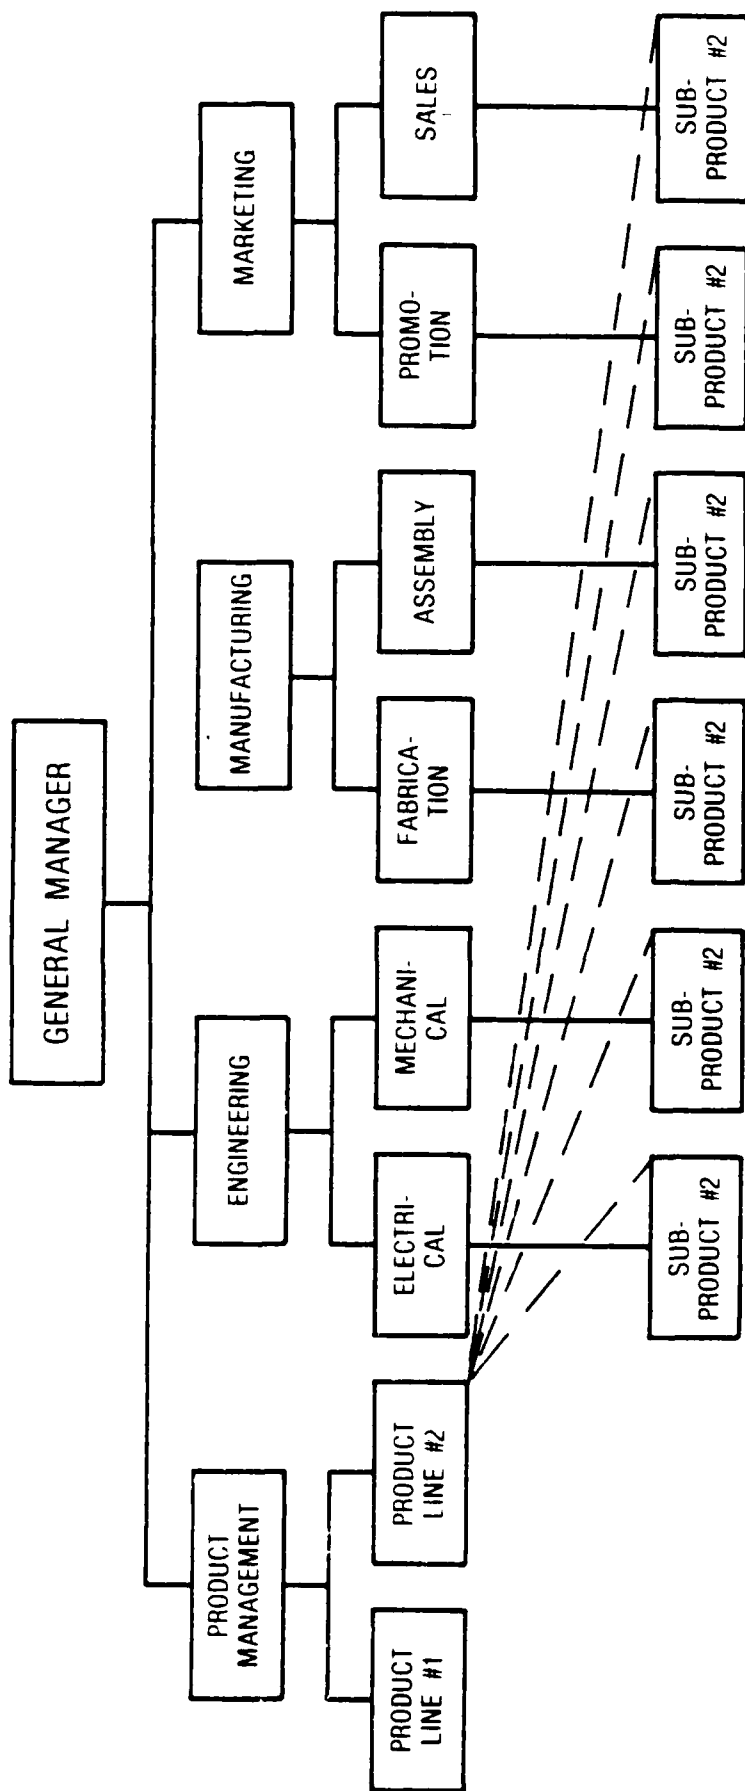 GENERAL MANAGER
PRODUCT
MANAGEMENT
ENGINEERING
MANUFACTURING
MARKETING
PRODUCT
LINE #1
PRODUCT
LINE #2
ELECTRI-
CAL
MECHANI-
CAL
FABRICA-
TION
ASSEMBLY
PROMO-
TION
SALES
SUB-
PRODUCT #2
SUB-
PRODUCT #2
SUB-
PRODUCT #2
SUB-
PRODUCT #2
SUB-
PRODUCT #2
SUB-
PRODUCT #2